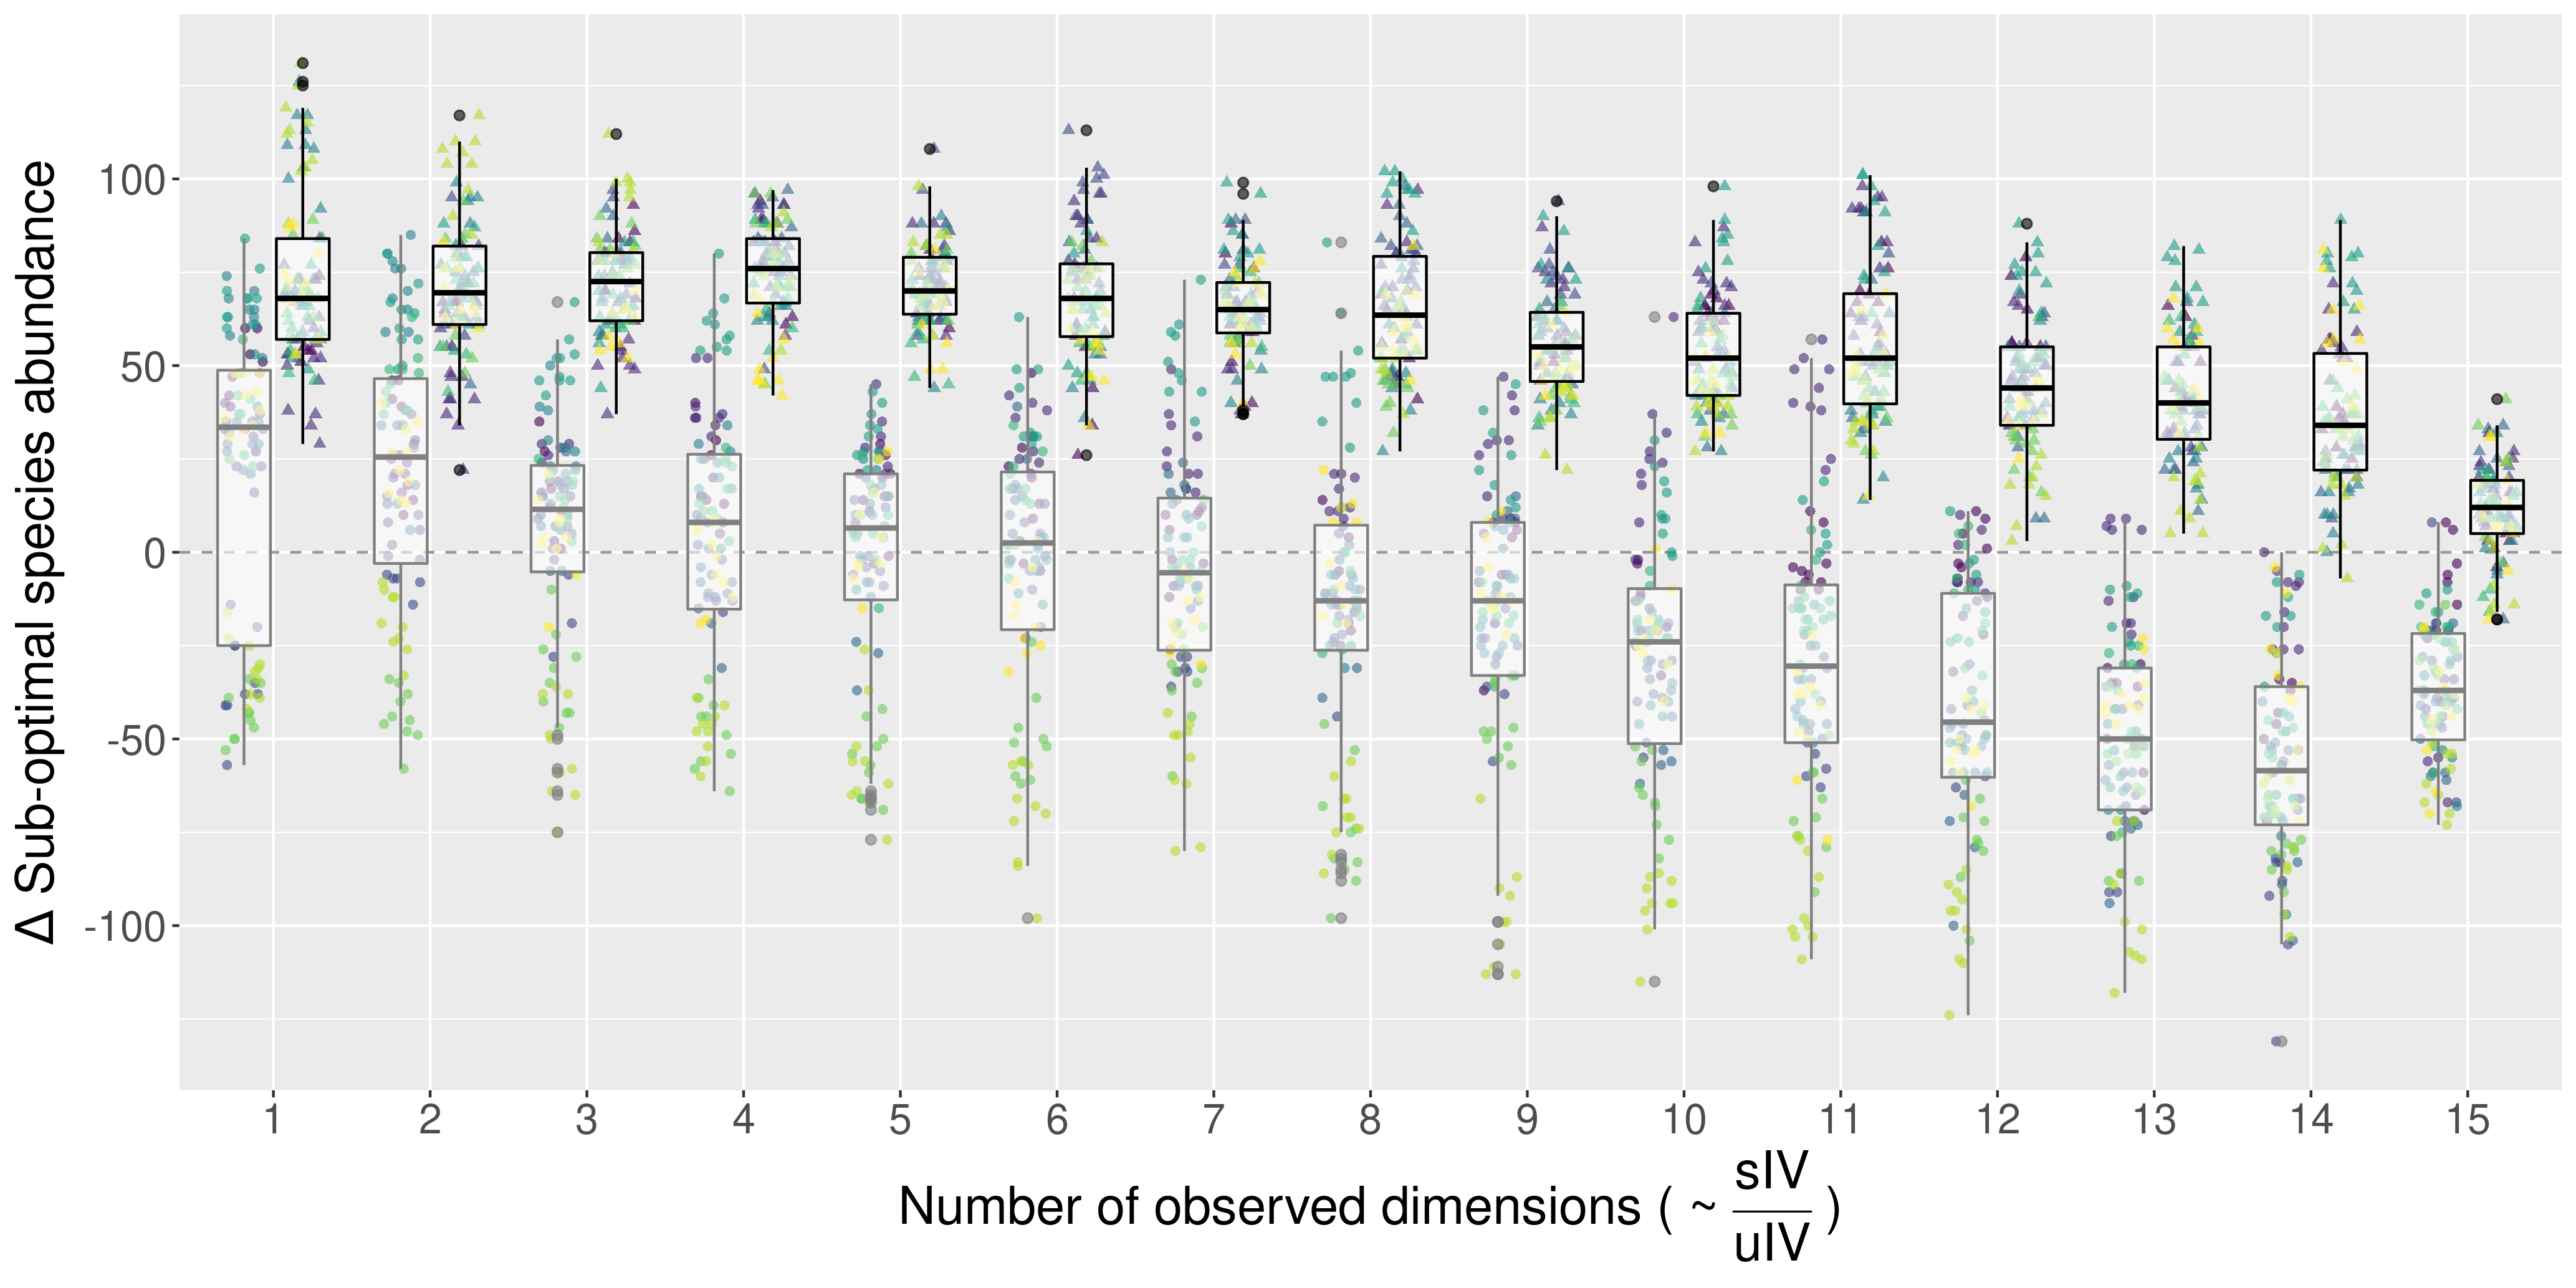 Δ Sub-optimal species abundance
100
50
0
-50
-100
1 2 3 4 5 6 7 8 9 10 11 12 13 14 15
Number of observed dimensions ( ~ sIV
uIV )